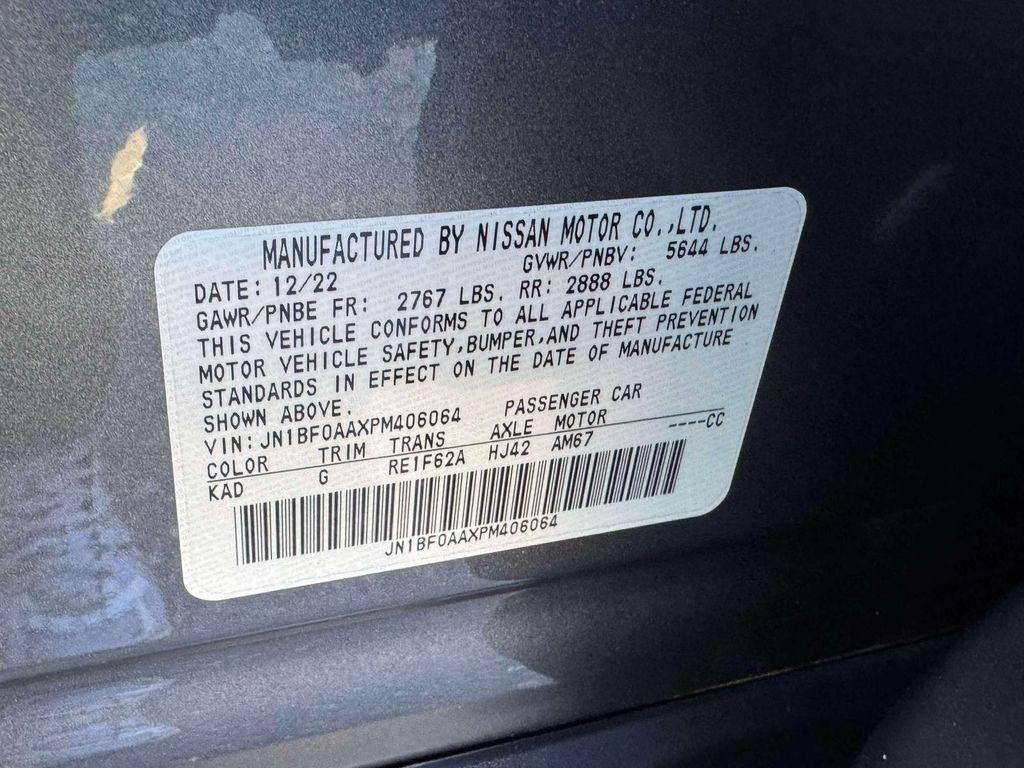 MANUFACTURED BY NISSAN MOTOR CO.,LTD.
DATE: 12/22 GVWR/PNBV: 5644 LBS.
GAWR/PNBE FR: 2767 LBS. RR: 2888 LBS.
THIS VEHICLE CONFORMS TO ALL APPLICABLE FEDERAL
MOTOR VEHICLE SAFETY,BUMPER,AND THEFT PREVENTION
STANDARDS IN EFFECT ON THE DATE OF MANUFACTURE
SHOWN ABOVE.
VIN: JN1BF0AAXPM406064 PASSENGER CAR
COLOR TRIM TRANS AXLE MOTOR ----CC
KAD G RE1F62A HJ42 AM67
JN1BF0AAXPM406064